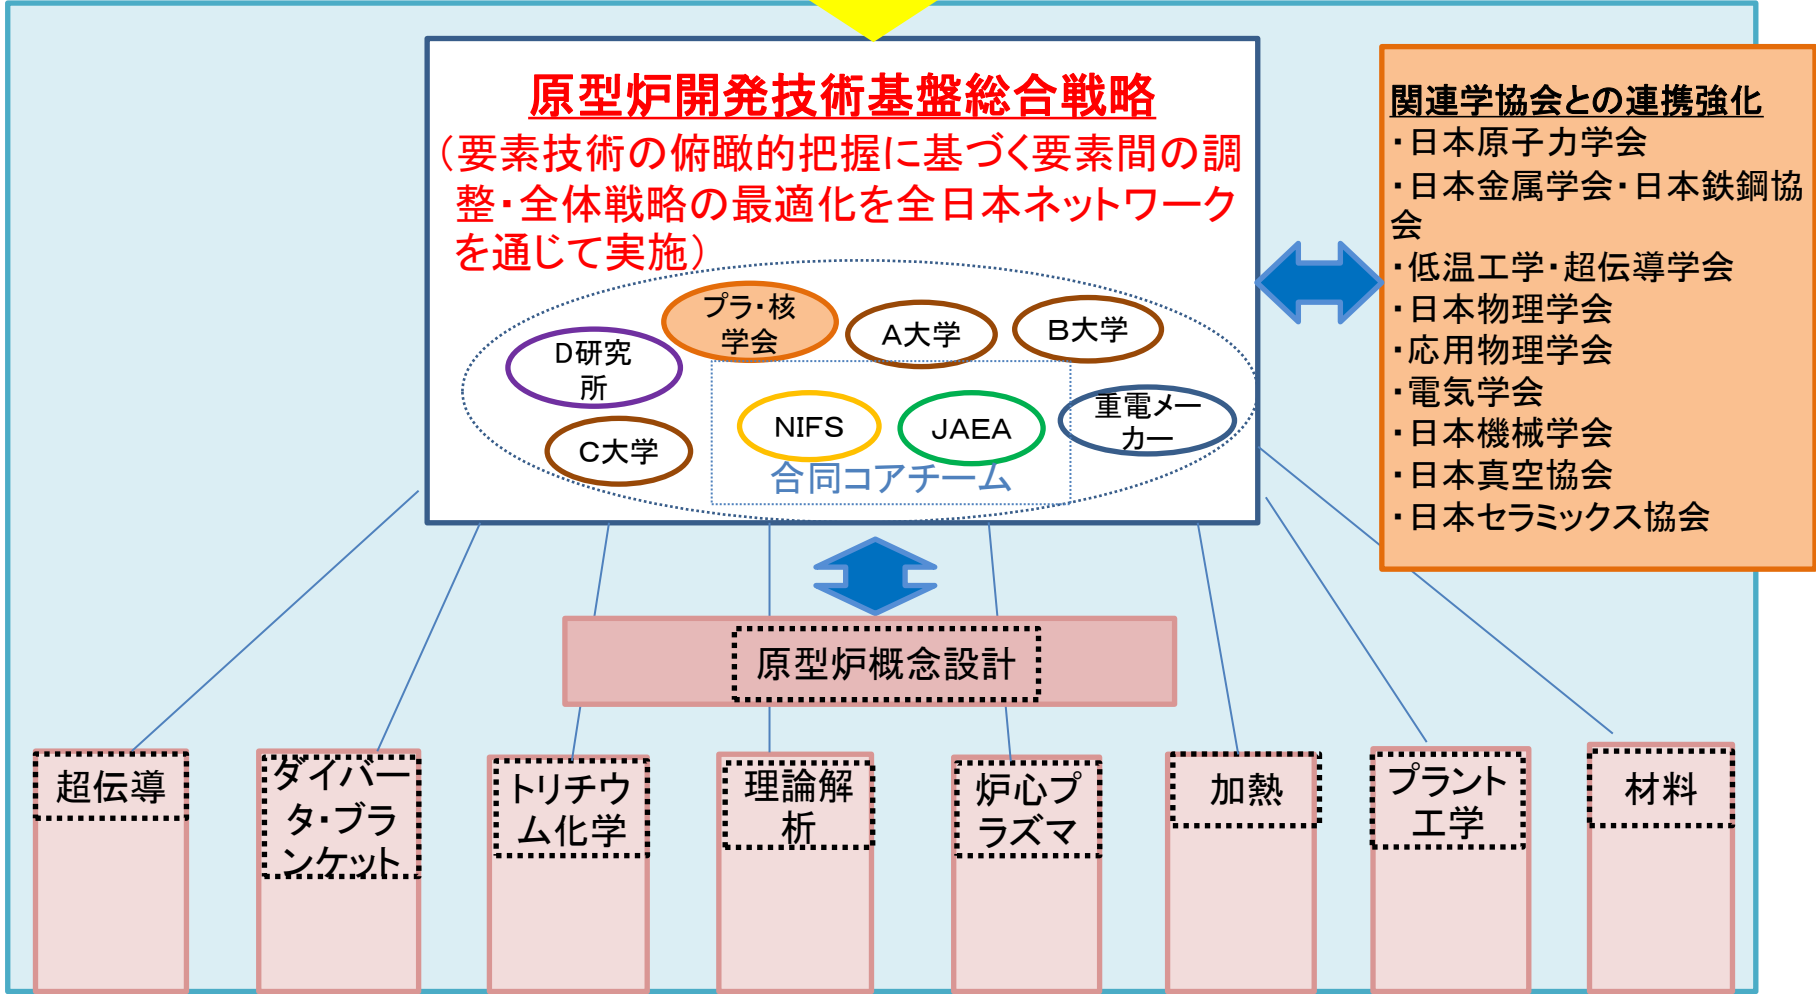 原型炉開発技術基盤総合戦略
（要素技術の俯瞰的把握に基づく要素間の調
整・全体戦略の最適化を全日本ネットワーク
を通じて実施）
プラ・核
学会
A大学
B大学
D研究
所
C大学
NIFS
JAEA
重電メー
カー
合同コアチーム
関連学協会との連携強化
・日本原子力学会
・日本金属学会・日本鉄鋼協
会
・低温工学・超伝導学会
・日本物理学会
・応用物理学会
・電気学会
・日本機械学会
・日本真空協会
・日本セラミックス協会
原型炉概念設計
超伝導
ダイバー
タ・ブラ
ンケット
トリチウ
ム化学
理論解
析
炉心プ
ラズマ
加熱
プラント
工学
材料